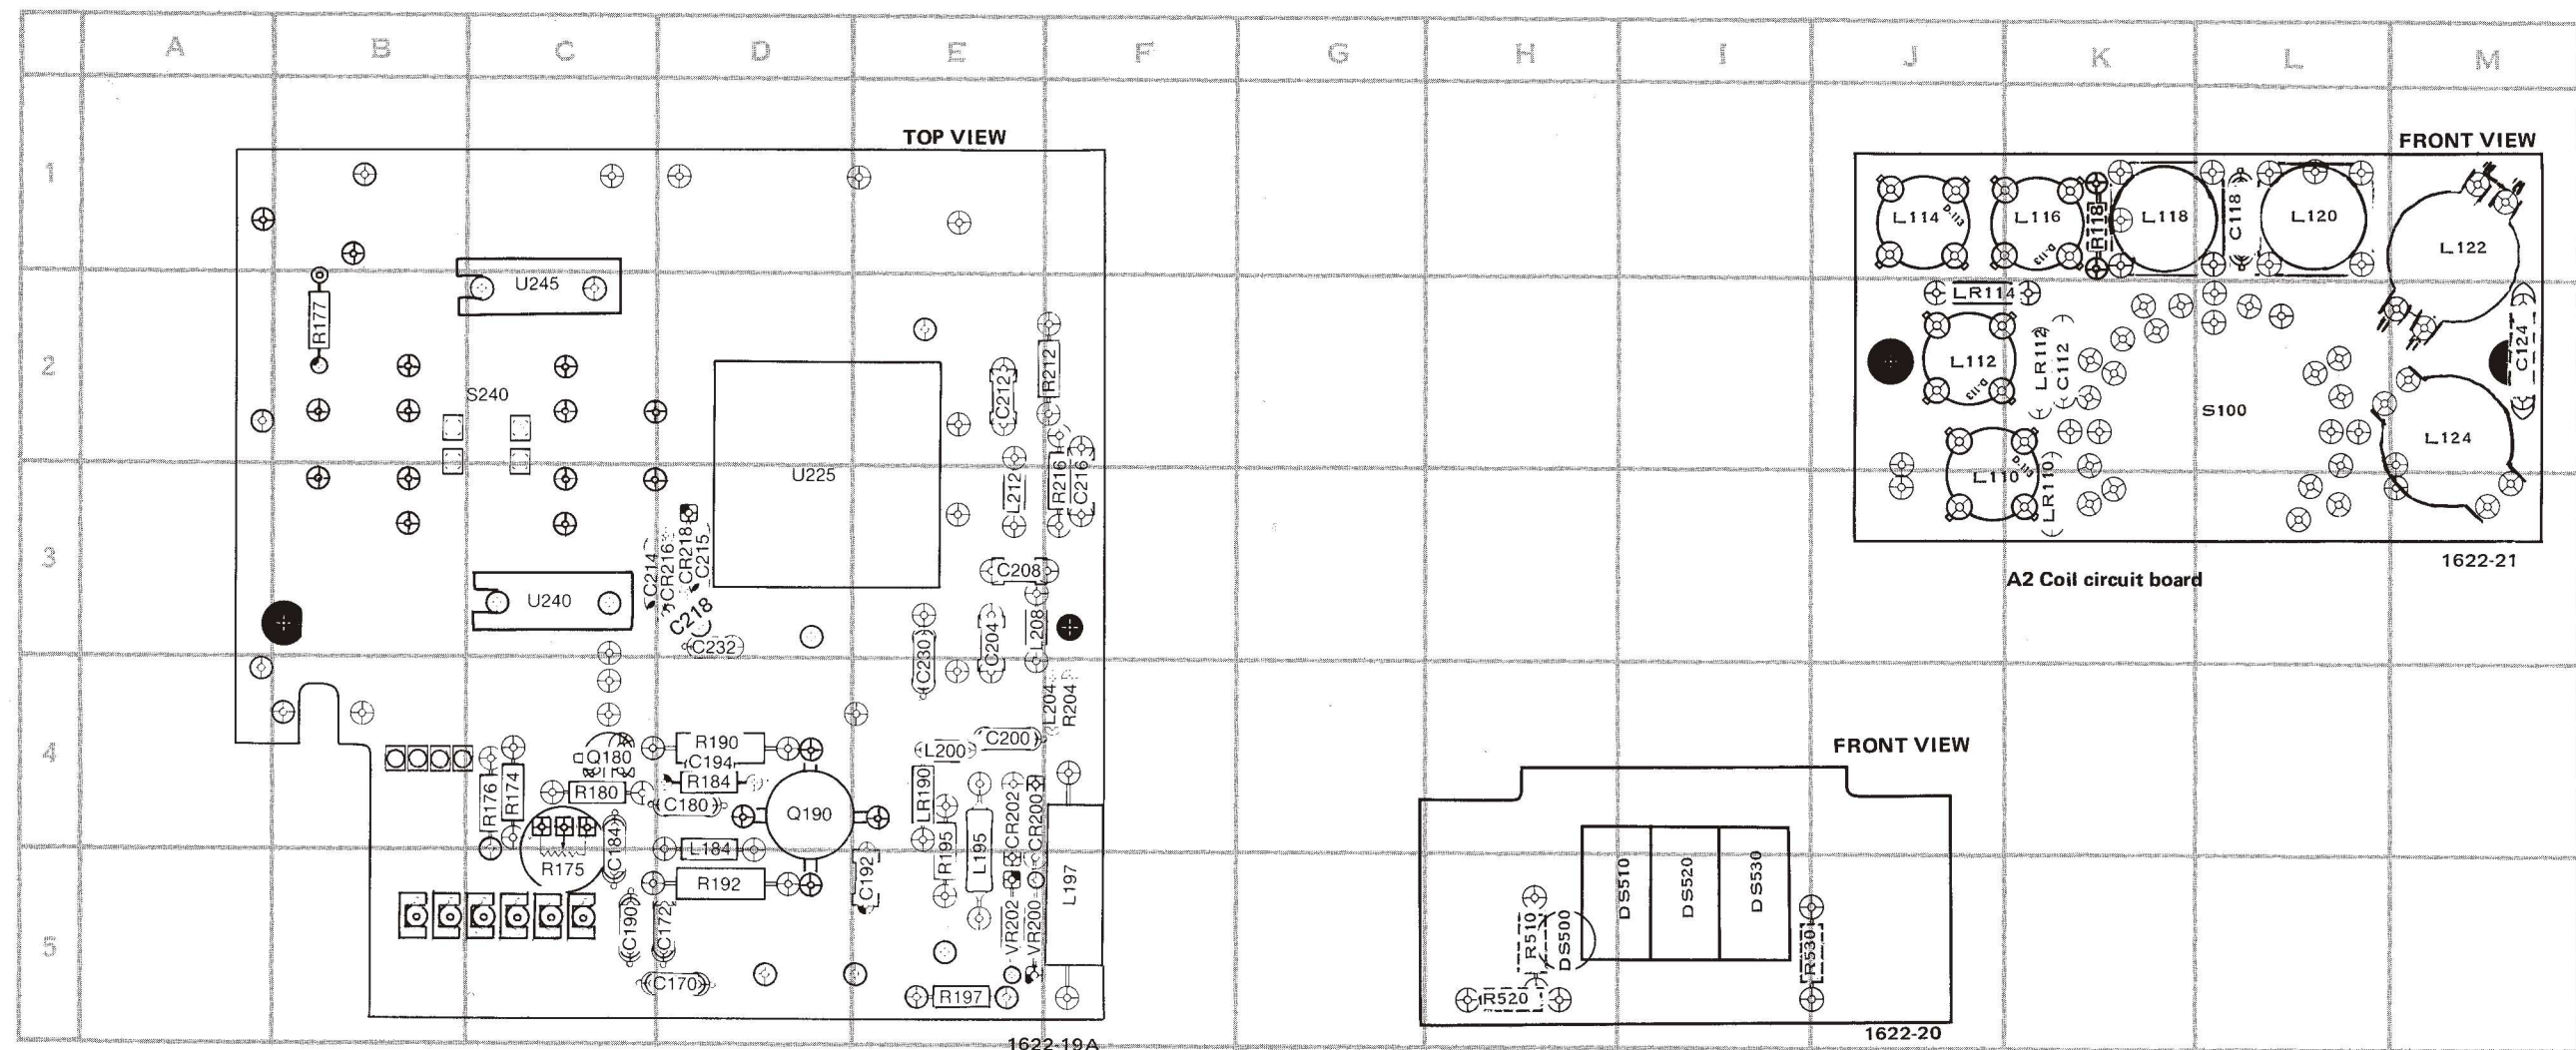 A B C D E F G H I J K L M
1
2
3
4
5
TOP VIEW
U245
R177
S240
R212
C212
U225
L212
R216
C216
C214
CR216
CR218
C215
C208
U240
C218
C232
C230
C204
L208
L204
R204
Q180
R190
C194
R184
L200
C200
R176
R174
R180
C180
Q190
LR190
CR202
CR200
R175
C184
L184
R195
L195
R192
C192
L197
C190
C172
VR202
VR200
C170
R197
1622-19A
FRONT VIEW
L114
D-113
L116
D-113
R118
L118
C118
L120
L122
LR114
L112
D-113
LR112
C112
C124
S100
L124
L110
D-113
LR110
1622-21
A2 Coil circuit board
FRONT VIEW
DS510
DS520
DS530
R510
DS500
R530
R520
1622-20